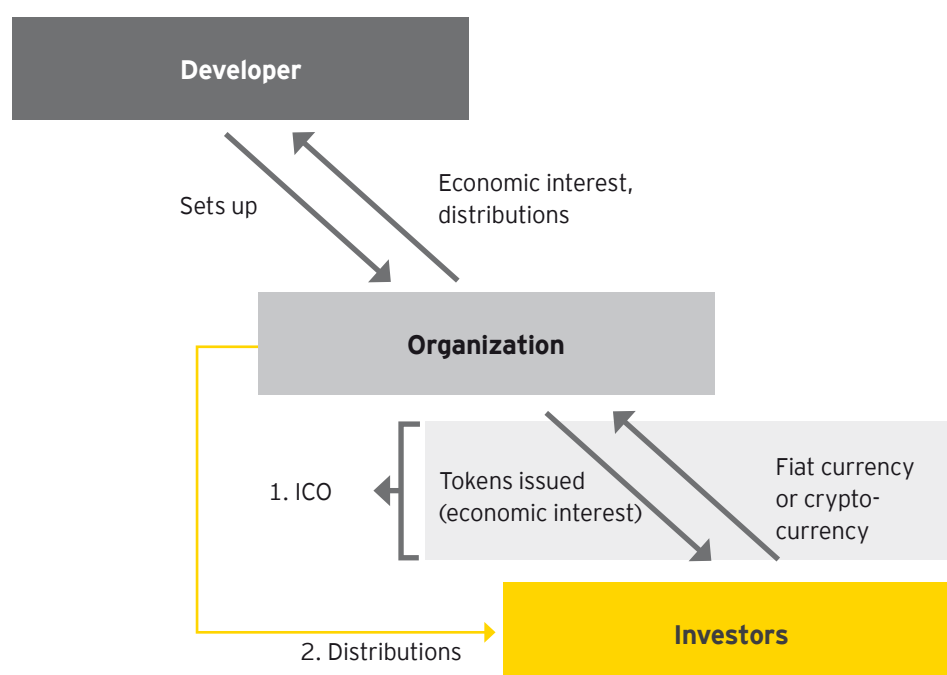 Developer
Sets up
Economic interest,
distributions
Organization
1. ICO
Tokens issued
(economic interest)
Fiat currency
or crypto-
currency
Investors
2. Distributions